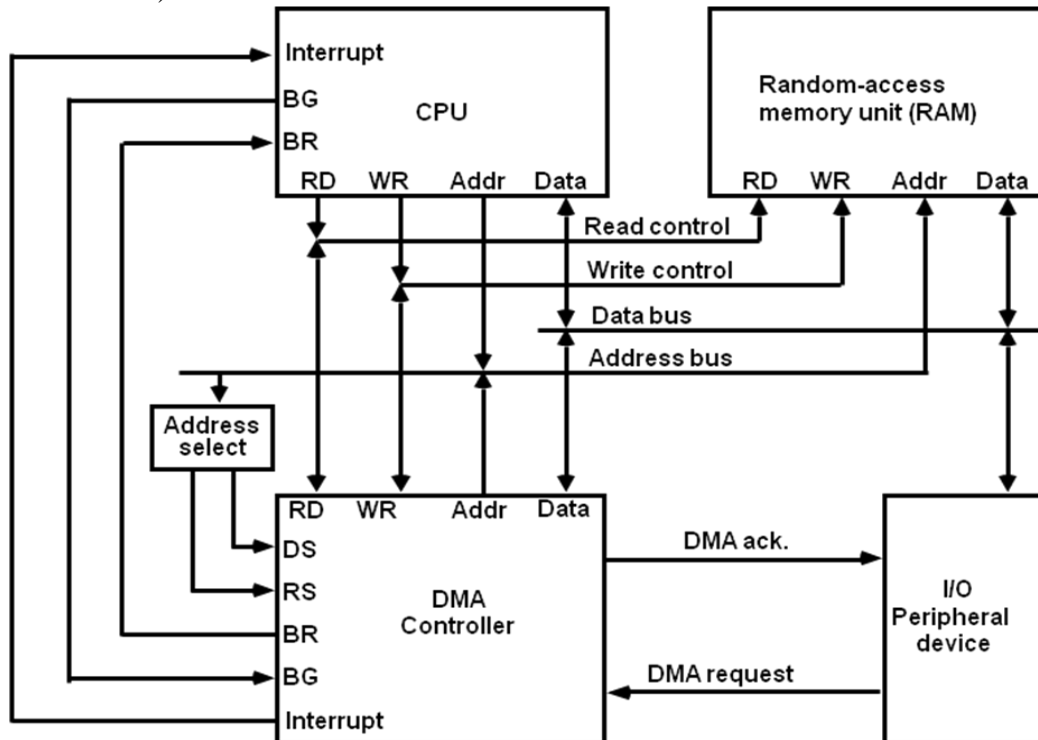 Interrupt
BG
CPU
BR
RD WR Addr Data
Random-access
memory unit (RAM)
RD WR Addr Data
Read control
Write control
Data bus
Address bus
Address
select
RD WR Addr Data
DS
RS
BR
BG
Interrupt
DMA
Controller
DMA ack.
DMA request
I/O
Peripheral
device